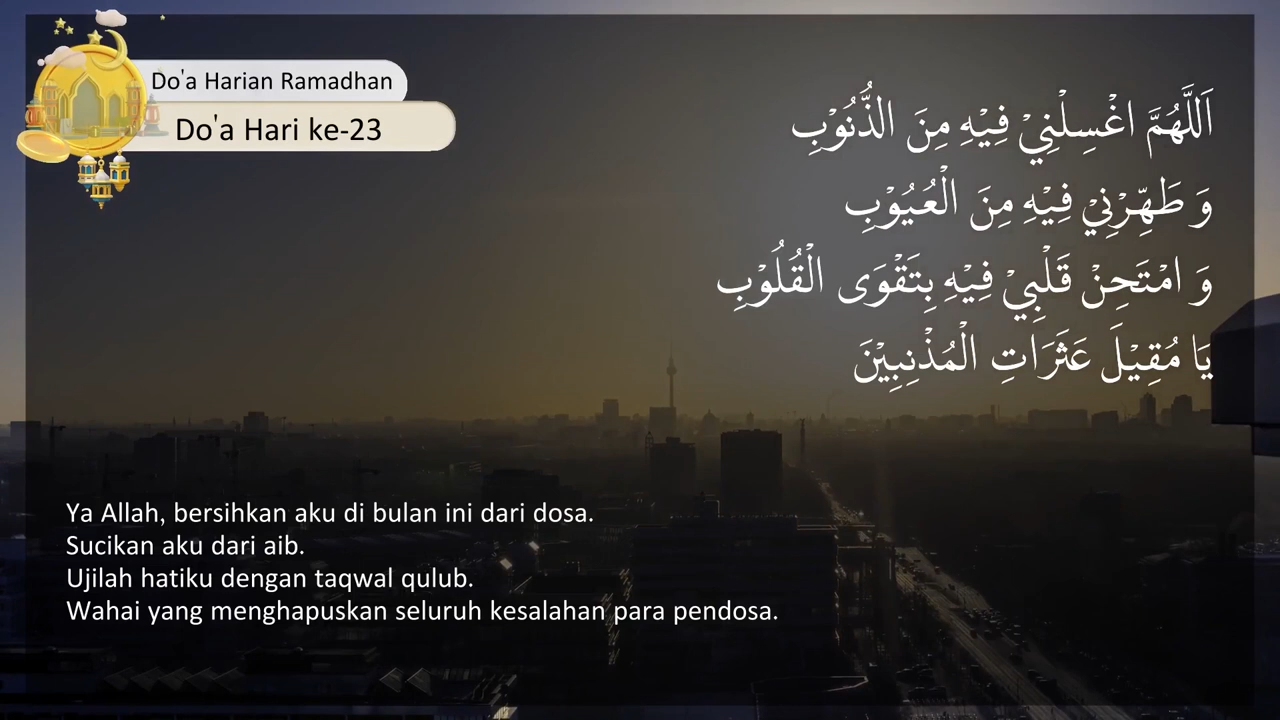 Do'a Harian Ramadhan
Do'a Hari ke-23
اَللَّهُمَّ اغْسِلْنِيْ فِيْهِ مِنَ الذُّنُوْبِ
وَ طَهِّرْنِيْ فِيْهِ مِنَ الْعُيُوْبِ
وَ امْتَحِنْ قَلْبِيْ فِيْهِ بِتَقْوَى الْقُلُوْبِ
يَا مُقِيْلَ عَثَرَاتِ الْمُذْنِبِيْنَ
Ya Allah, bersihkan aku di bulan ini dari dosa.
Sucikan aku dari aib.
Ujilah hatiku dengan taqwal qulub.
Wahai yang menghapuskan seluruh kesalahan para pendosa.